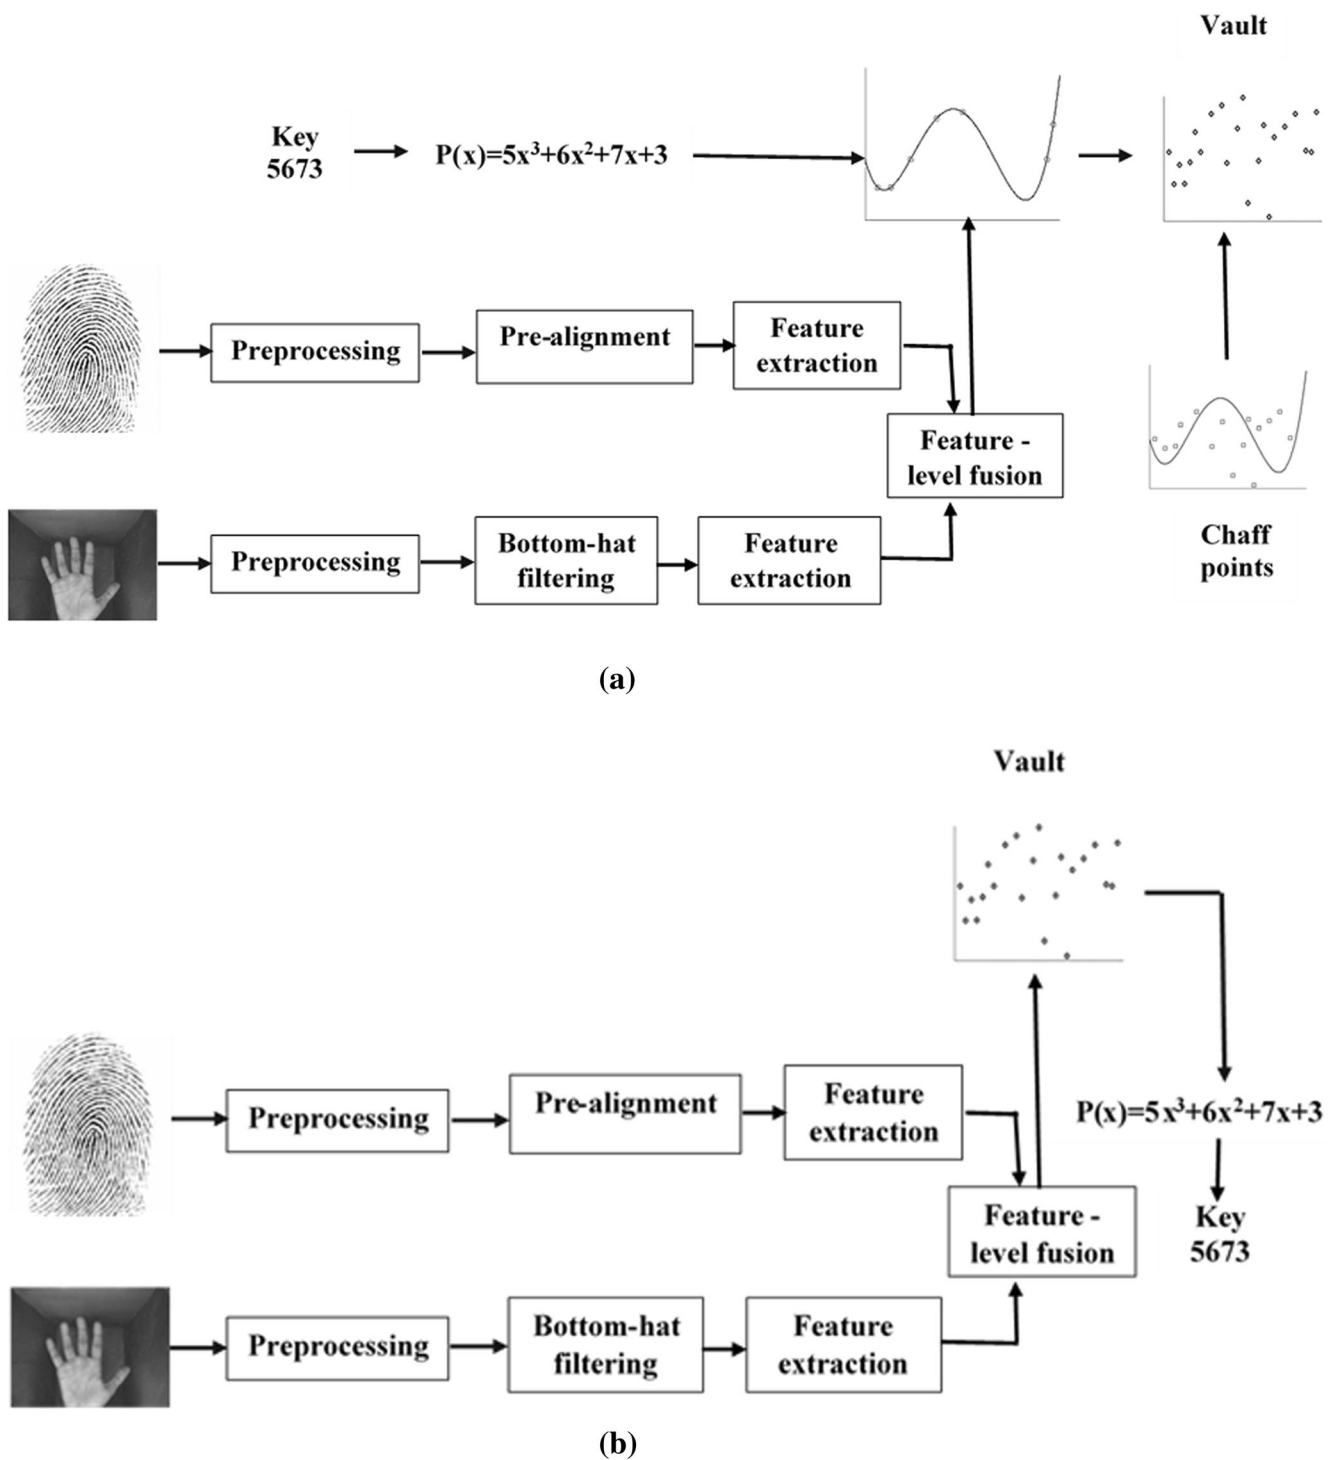 Vault
Key
5673
P(x)=5x³+6x²+7x+3
Preprocessing
Pre-alignment
Feature
extraction
Feature -
level fusion
Preprocessing
Bottom-hat
filtering
Feature
extraction
Chaff
points
(a)
Vault
Preprocessing
Pre-alignment
Feature
extraction
P(x)=5x³+6x²+7x+3
Feature -
level fusion
Key
5673
Preprocessing
Bottom-hat
filtering
Feature
extraction
(b)